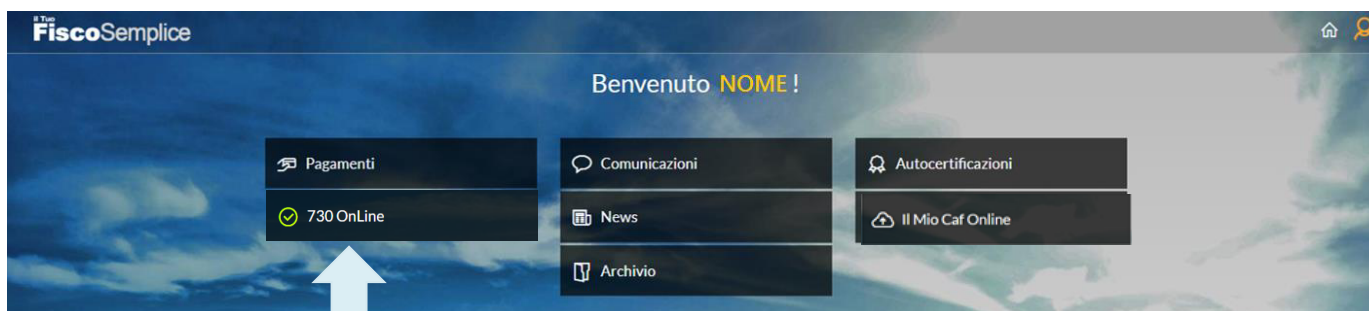 il Tuo
FiscoSemplice
Benvenuto NOME !
Pagamenti
730 OnLine
Comunicazioni
News
Archivio
Autocertificazioni
Il Mio Caf Online